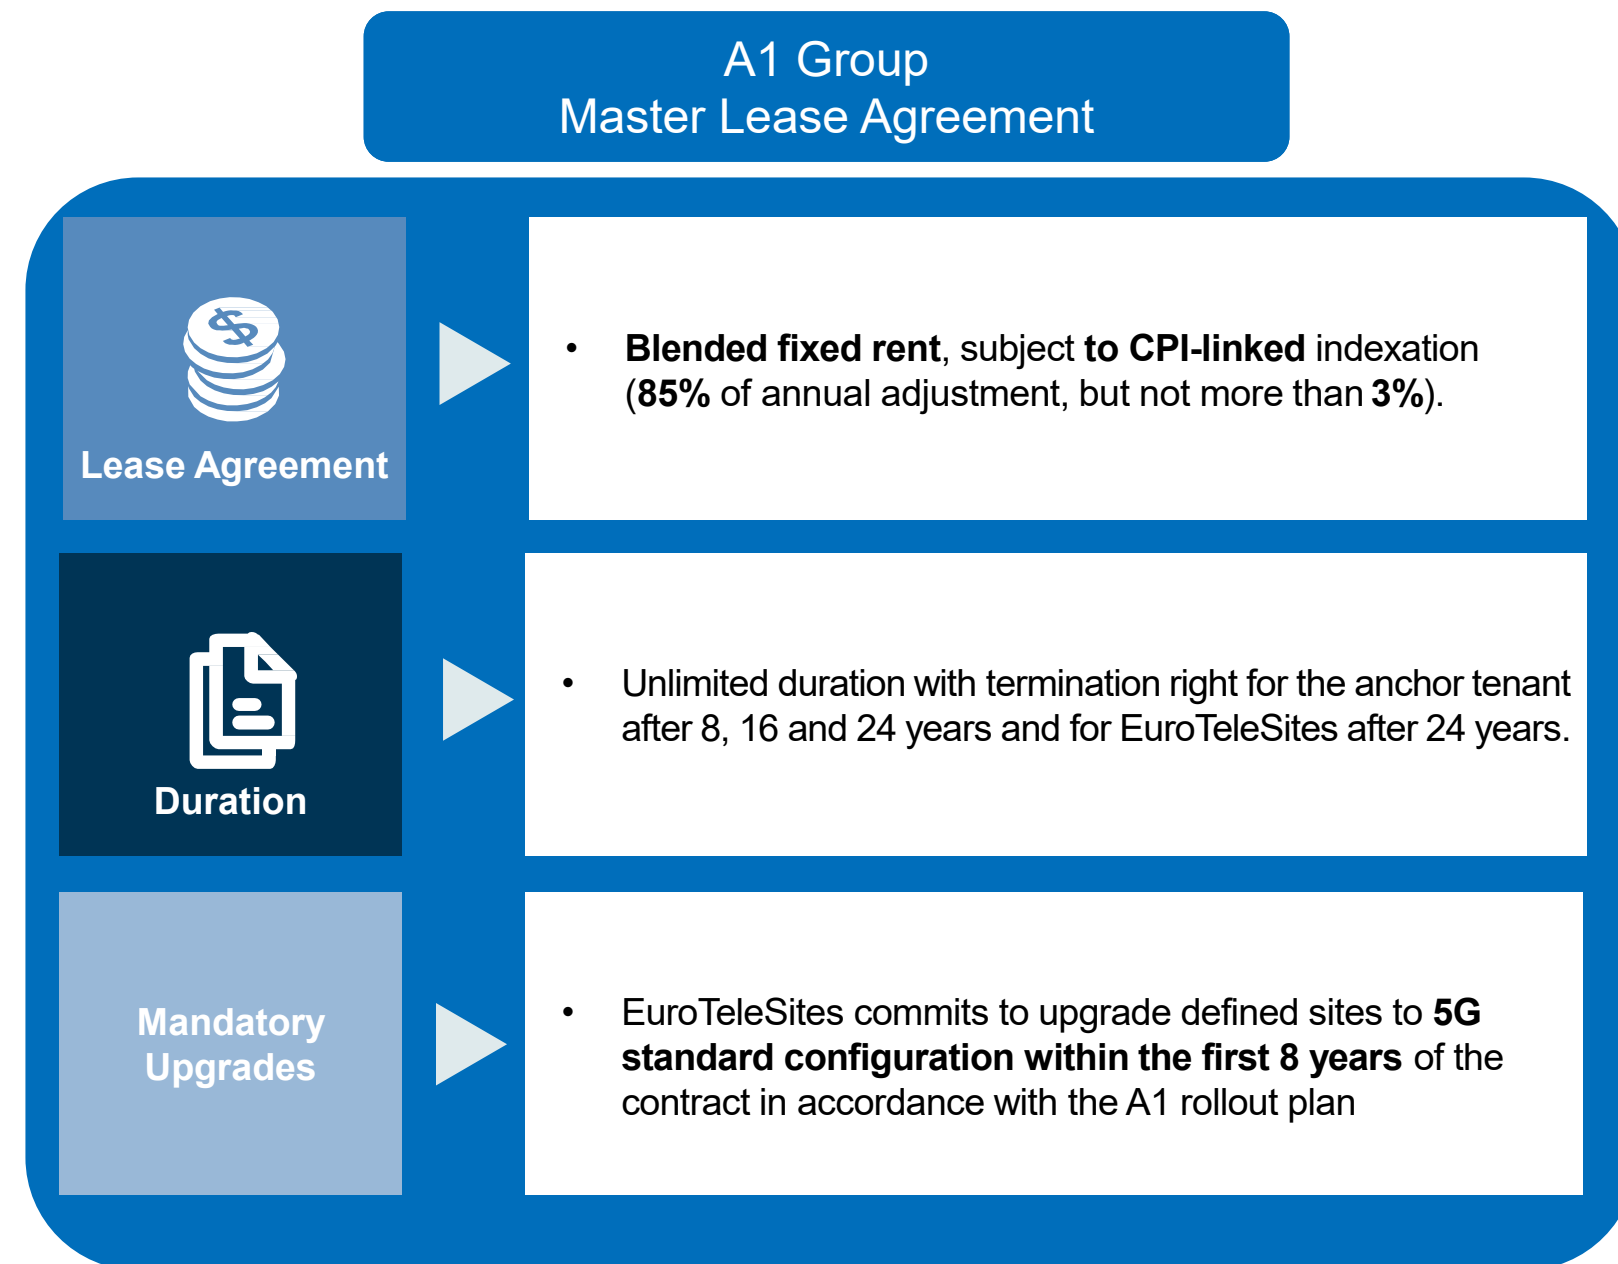 A1 Group
Master Lease Agreement
$
Lease Agreement
• Blended fixed rent, subject to CPI-linked indexation
(85% of annual adjustment, but not more than 3%).
Duration
• Unlimited duration with termination right for the anchor tenant
after 8, 16 and 24 years and for EuroTeleSites after 24 years.
Mandatory
Upgrades
• EuroTeleSites commits to upgrade defined sites to 5G
standard configuration within the first 8 years of the
contract in accordance with the A1 rollout plan